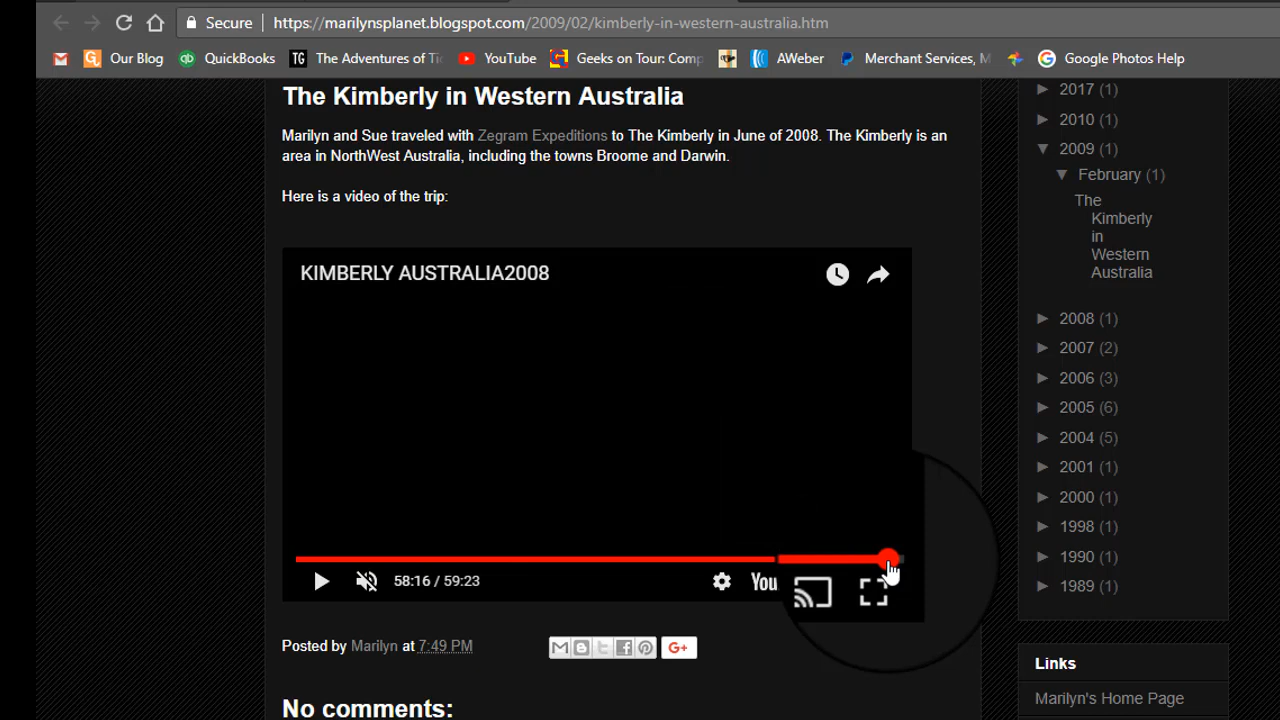 Secure https://marilynsplanet.blogspot.com/2009/02/kimberly-in-western-australia.htm
Our Blog QuickBooks TG The Adventures of Tic YouTube Geeks on Tour: Comp AWeber Merchant Services, M Google Photos Help
The Kimberly in Western Australia
Marilyn and Sue traveled with Zegram Expeditions to The Kimberly in June of 2008. The Kimberly is an
area in NorthWest Australia, including the towns Broome and Darwin.
Here is a video of the trip:
KIMBERLY AUSTRALIA2008
58:16 / 59:23
You
Posted by Marilyn at 7:49 PM
G+
No comments:
2017 (1)
2010 (1)
2009 (1)
February (1)
The
Kimberly
in
Western
Australia
2008 (1)
2007 (2)
2006 (3)
2005 (6)
2004 (5)
2001 (1)
2000 (1)
1998 (1)
1990 (1)
1989 (1)
Links
Marilyn's Home Page